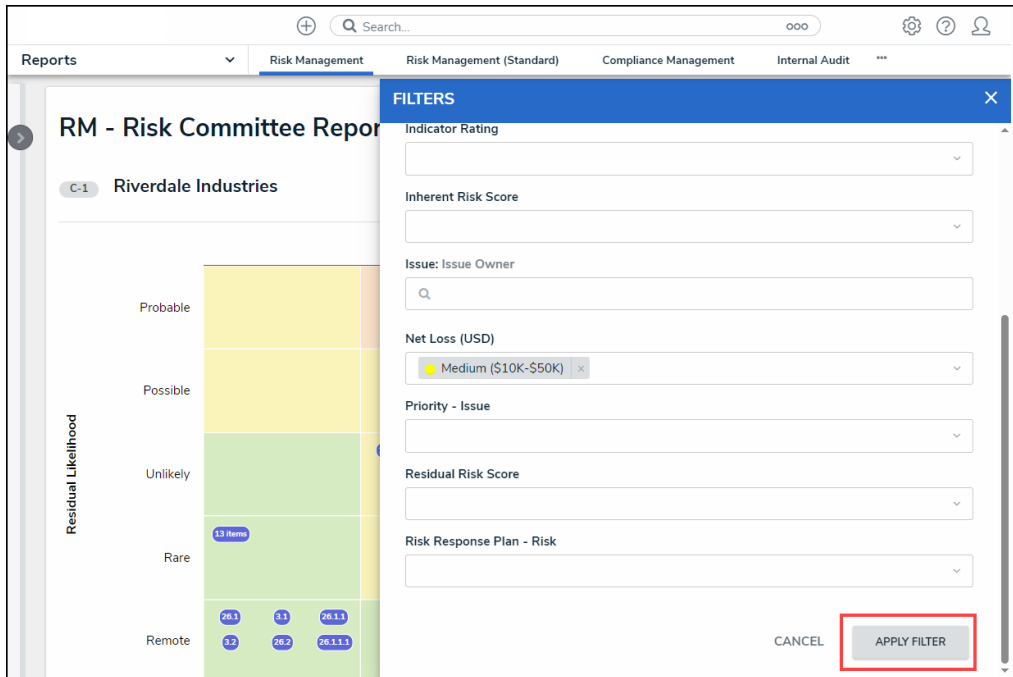 Search...
Reports
Risk Management
Risk Management (Standard)
Compliance Management
Internal Audit
FILTERS
RM - Risk Committee Repor
C-1
Riverdale Industries
Indicator Rating
Inherent Risk Score
Issue: Issue Owner
Net Loss (USD)
Medium ($10K-$50K)
Priority - Issue
Residual Risk Score
Risk Response Plan - Risk
CANCEL
APPLY FILTER
Residual Likelihood
Probable
Possible
Unlikely
Rare
13 items
Remote
26.1 3.1 26.1.1
3.2 26.2 26.1.1.1